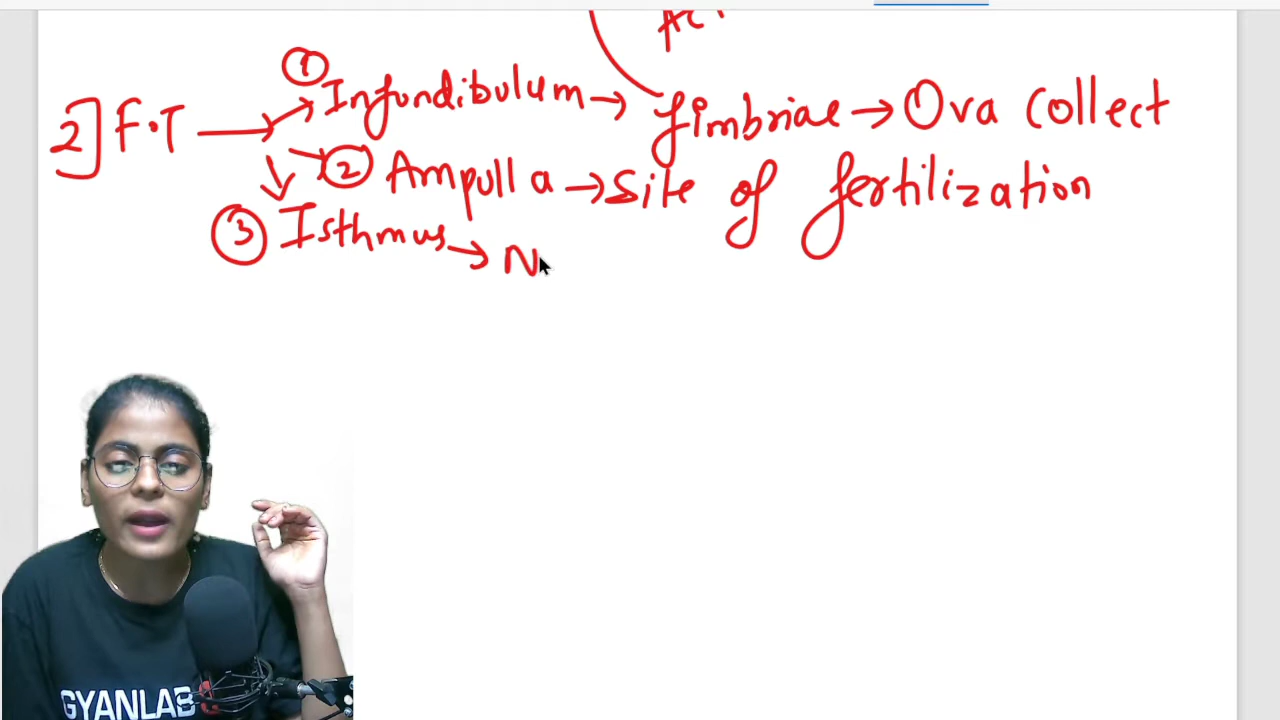 2] F.T → ① Infundibulum → fimbriae → Ova collect
② Ampulla → Site of fertilization
③ Isthmus → N
GYANLAB